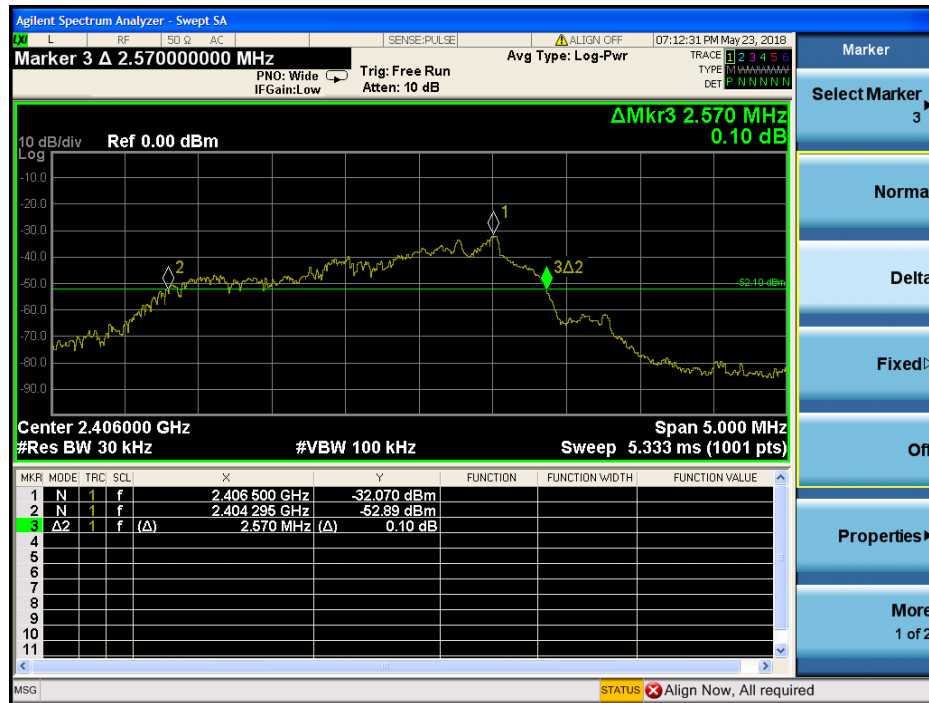 Agilent Spectrum Analyzer - Swept SA
LXI L RF 50 Ω AC SENSE:PULSE ALIGN OFF 07:12:31 PM May 23, 2018
Marker 3 Δ 2.570000000 MHz
PNO: Wide
IFGain:Low
Trig: Free Run
Atten: 10 dB
Avg Type: Log-Pwr
TRACE 1 2 3 4 5 6
TYPE M WWWWW
DET P N N N N N
ΔMkr3 2.570 MHz
0.10 dB
10 dB/div Ref 0.00 dBm
Log
-10.0
-20.0
-30.0
-40.0
-50.0
-60.0
-70.0
-80.0
-90.0
1
2
3Δ2
-52.10 dBm
Center 2.406000 GHz Span 5.000 MHz
#Res BW 30 kHz #VBW 100 kHz Sweep 5.333 ms (1001 pts)
MKR MODE TRC SCL X Y FUNCTION FUNCTION WIDTH FUNCTION VALUE
1 N 1 f 2.406 500 GHz -32.070 dBm
2 N 1 f 2.404 295 GHz -52.89 dBm
3 Δ2 1 f (Δ) 2.570 MHz (Δ) 0.10 dB
4
5
6
7
8
9
10
11
MSG STATUS Align Now, All required
Marker
Select Marker
3
Norma
Delta
Fixed
Off
Properties
More
1 of 2